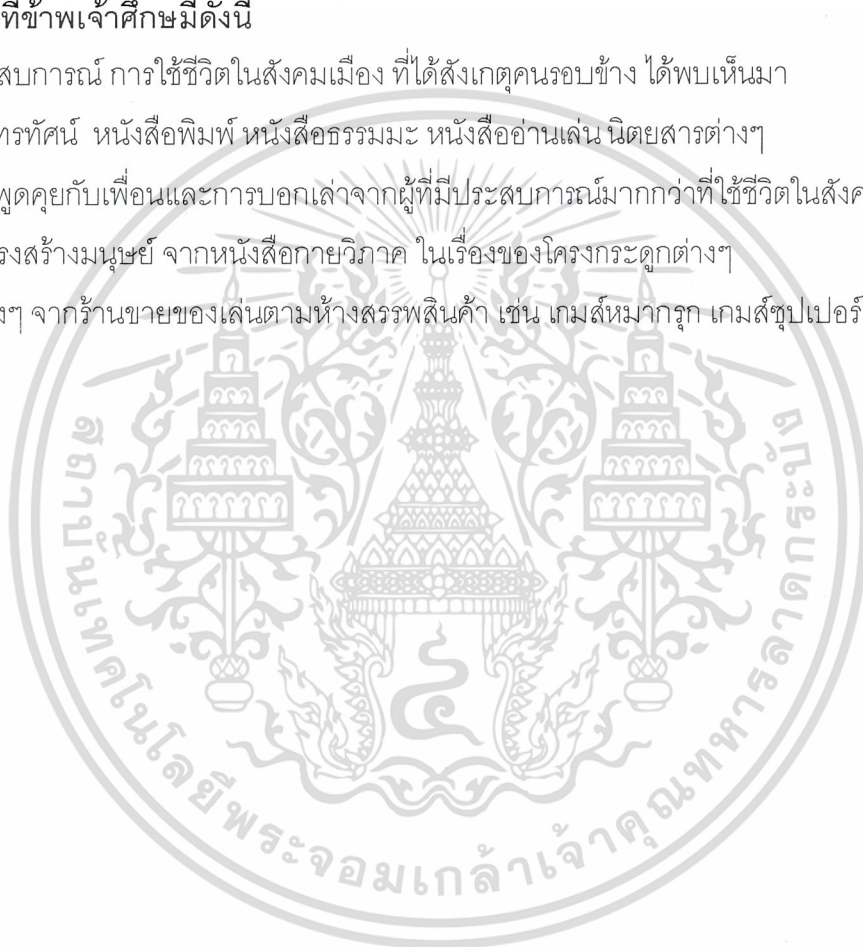 ที่ข้าพเจ้าศึกษมีดังนี้
สบการณ์ การใช้ชีวิตในสังคมเมือง ที่ได้สังเกตุคนรอบข้าง ได้พบเห็นมา
ทรทัศน์ หนังสือพิมพ์ หนังสือธรรมมะ หนังสืออ่านเล่น นิตยสารต่างๆ
พูดคุยกับเพื่อนและการบอกเล่าจากผู้ที่มีประสบการณ์มากกว่าที่ใช้ชีวิตในสังค
รงสร้างมนุษย์ จากหนังสือกายวิภาค ในเรื่องของโครงกระดูกต่างๆ
งๆ จากร้านขายของเล่นตามห้างสรรพสินค้า เช่น เกมส์หมากรุก เกมส์ซุปเปอร์
สถาบันเทคโนโลยีพระจอมเกล้าเจ้าคุณทหารลาดกระบัง
๔